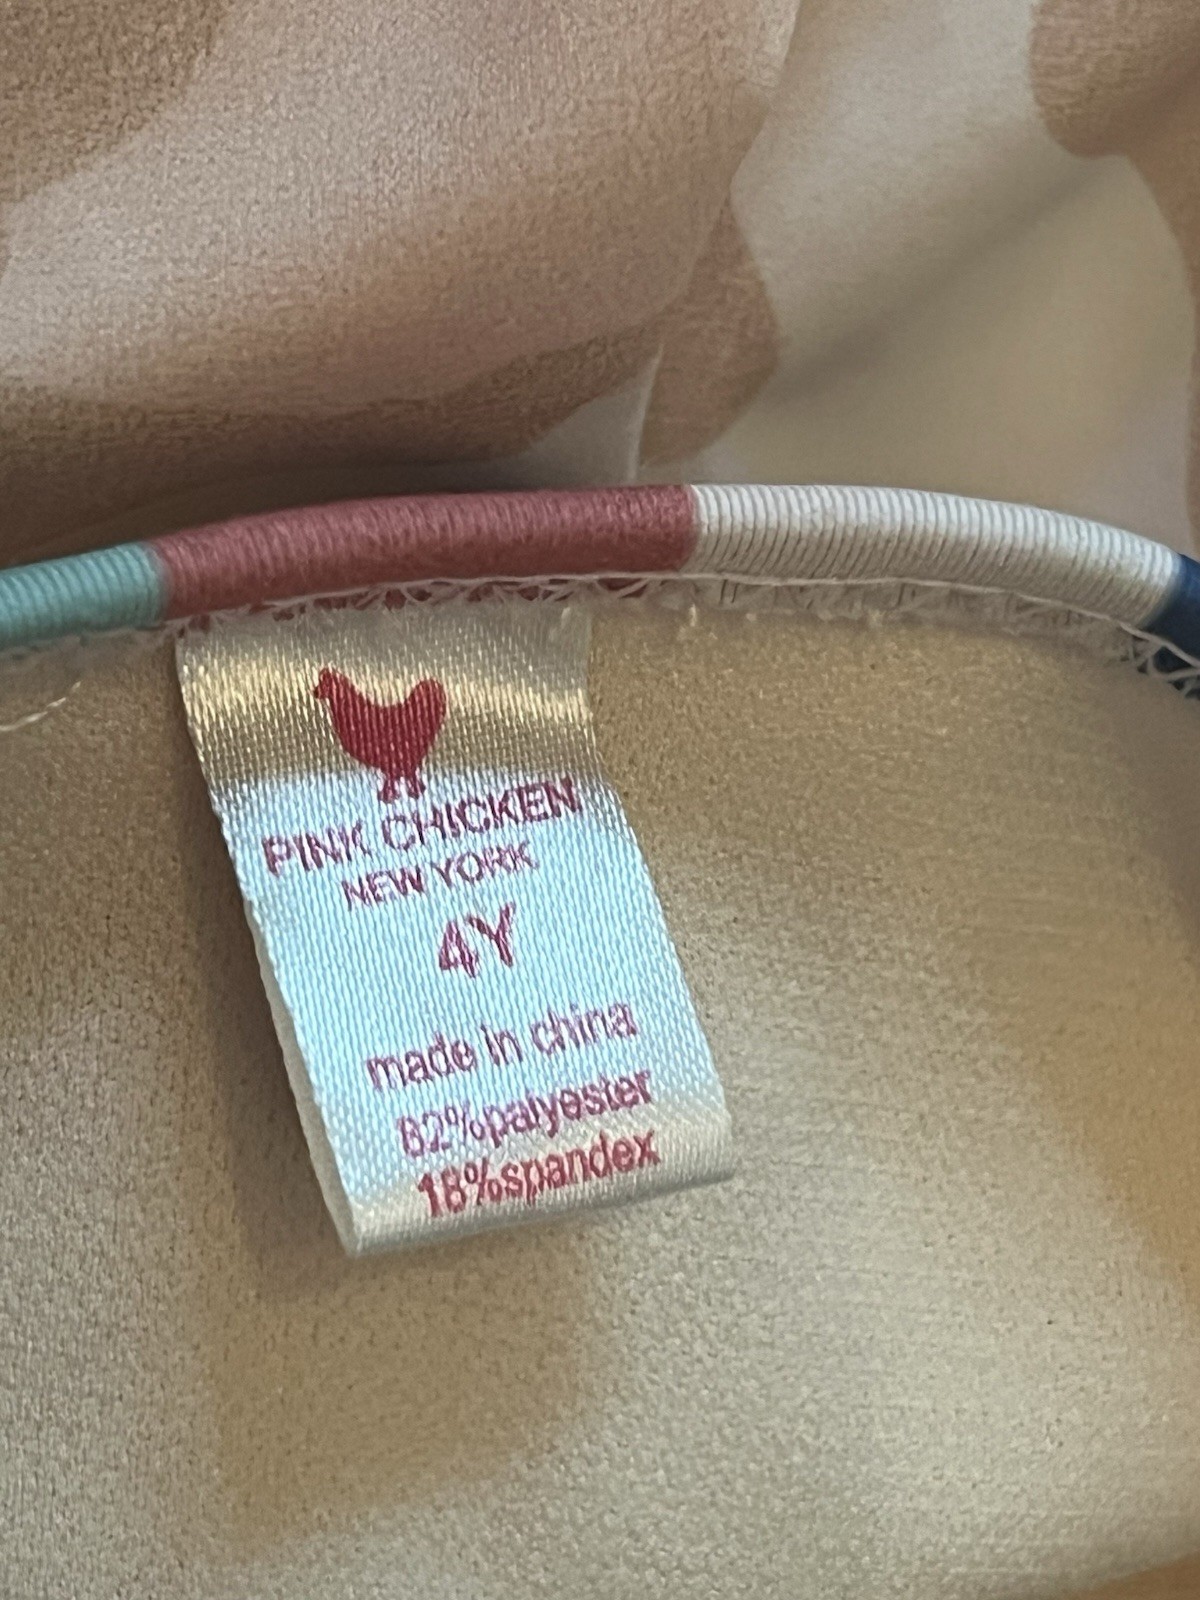 PINK CHICKEN
NEW YORK
4Y
made in china
82%palyester
18%spandex